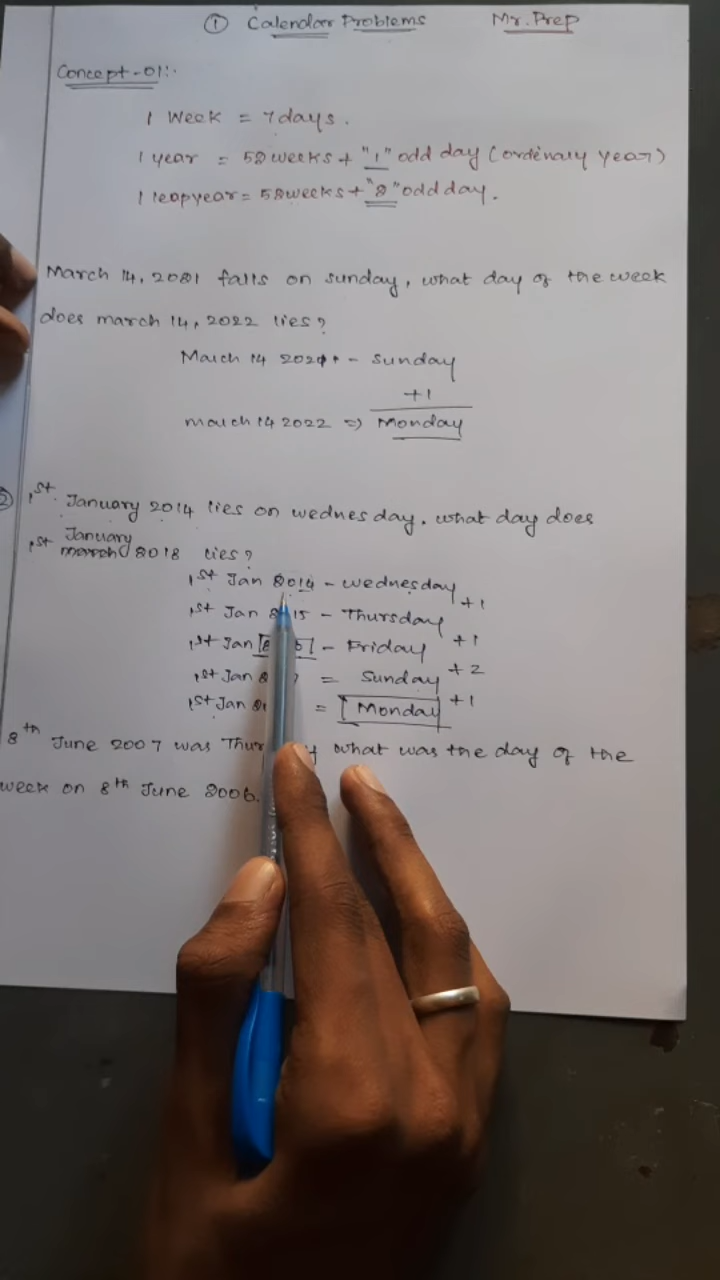 ① Calendar Problems Mr. Prep
Concept-01:-
1 Week = 7 days.
1 year = 52 weeks + "1" odd day (ordinary year)
1 leopyear = 52 weeks + "2" odd day.
March 14, 2021 falls on sunday, what day of the week
does march 14, 2022 lies?
March 14 2021 - Sunday
+1
march 14 2022 => Monday
② 1st January 2014 lies on wednesday, what day does
1st January 2018 lies?
1st Jan 2014 - Wednesday
+1
1st Jan 2015 - Thursday
+1
1st Jan - Friday
+2
1st Jan = Sunday
+1
1st Jan = Monday
8th June 2007 was what was the day of the
week on 8th June 2006.